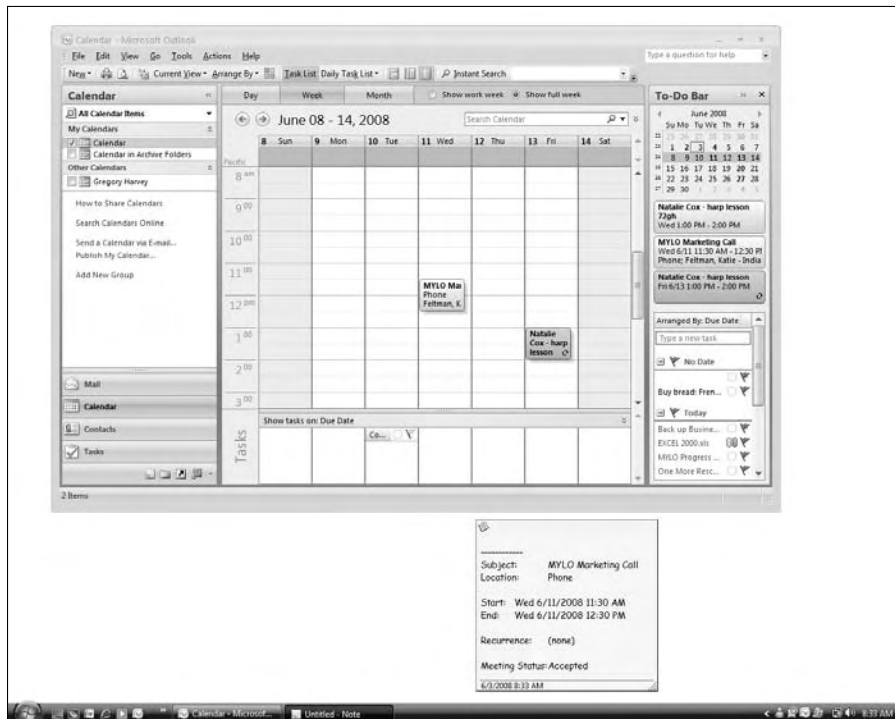 Calendar - Microsoft Outlook
File Edit View Go Tools Actions Help
Type a question for help
New Current View Arrange By Task List Daily Task List Instant Search
Calendar
All Calendar Items
My Calendars
Calendar
Calendar in Archive Folders
Other Calendars
Gregory Harvey
How to Share Calendars
Search Calendars Online
Send a Calendar via E-mail...
Publish My Calendar...
Add New Group
Mail
Calendar
Contacts
Tasks
2 Items
Day Week Month Show work week Show full week
June 08 - 14, 2008
Search Calendar
8 Sun 9 Mon 10 Tue 11 Wed 12 Thu 13 Fri 14 Sat
Pacific
8 am
9 00
10 00
11 00
MYLO Mar
Phone
Feltman, K
12 pm
1 00
Natalie
Cox - harp
lesson
2 00
3 00
Show tasks on: Due Date
Tasks
Co...
To-Do Bar
June 2008
Su Mo Tu We Th Fr Sa
1 2 3 4 5 6 7
8 9 10 11 12 13 14
15 16 17 18 19 20 21
22 23 24 25 26 27 28
29 30 1 2 3 4 5
Natalie Cox - harp lesson
72gh
Wed 1:00 PM - 2:00 PM
MYLO Marketing Call
Wed 6/11 11:30 AM - 12:30 PM
Phone; Feltman, Katie - India
Natalie Cox - harp lesson
Fri 6/13 1:00 PM - 2:00 PM
Arranged By: Due Date
Type a new task
No Date
Buy bread: Fren...
Today
Back up Busine...
EXCEL 2000.xls
MYLO Progress ...
One More Resc...
------------
Subject: MYLO Marketing Call
Location: Phone
Start: Wed 6/11/2008 11:30 AM
End: Wed 6/11/2008 12:30 PM
Recurrence: (none)
Meeting Status: Accepted
6/3/2008 8:33 AM
Calendar - Microsof...
Untitled - Note
8:33 AM